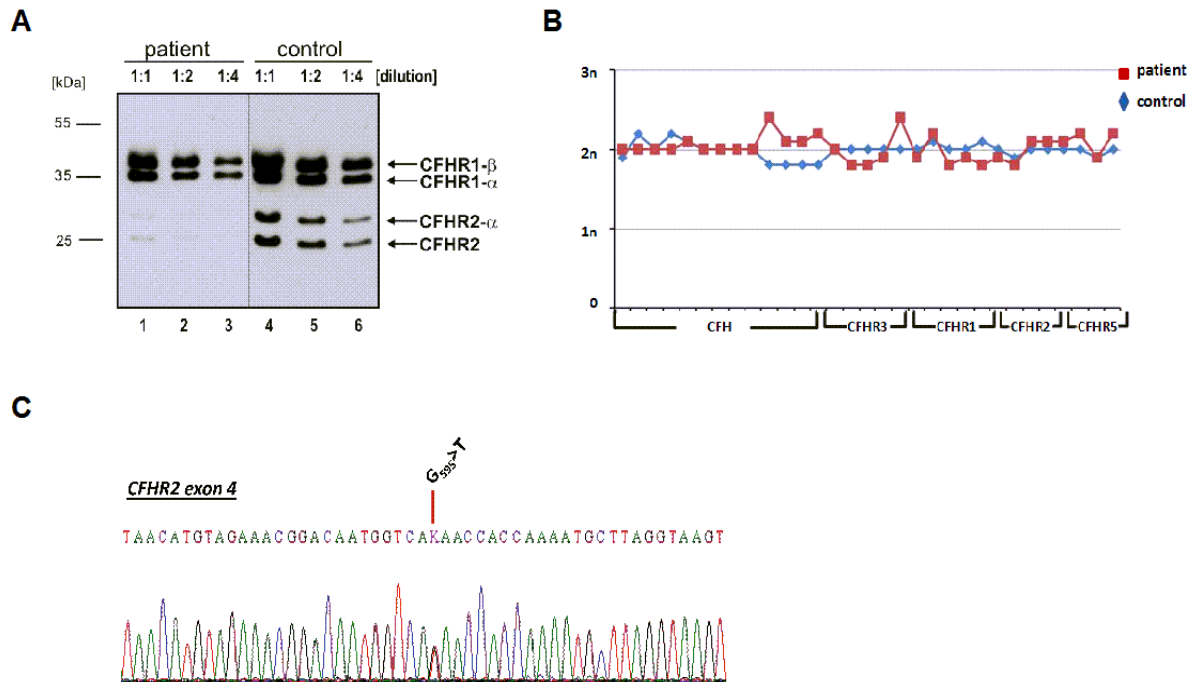 A
patient control
[kDa] 1:1 1:2 1:4 1:1 1:2 1:4 [dilution]
55
35
25
CFHR1-β
CFHR1-α
CFHR2-α
CFHR2
1 2 3 4 5 6
B
3n
2n
1n
0
patient
control
CFH CFHR3 CFHR1 CFHR2 CFHR5
C
G595>T
CFHR2 exon 4
TAACATGTAGAAACGGACAATGGTCAKAACCACCAAAATGCTTAGGTAAGT